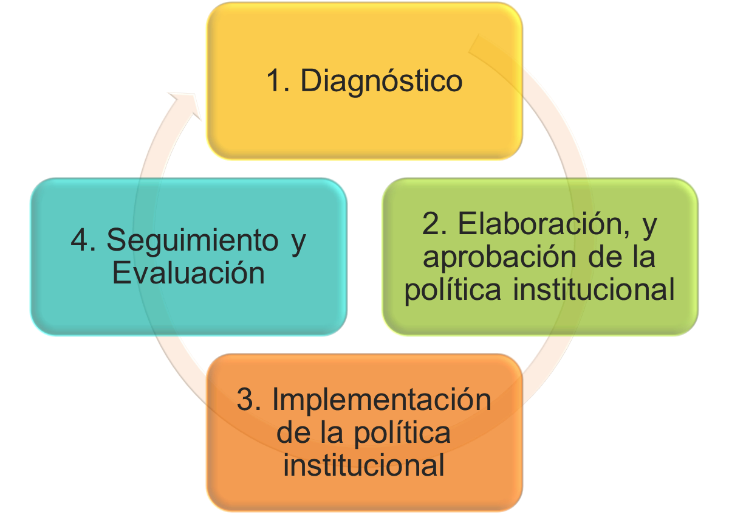 1. Diagnóstico
2. Elaboración, y
aprobación de la
política institucional
3. Implementación
de la política
institucional
4. Seguimiento y
Evaluación